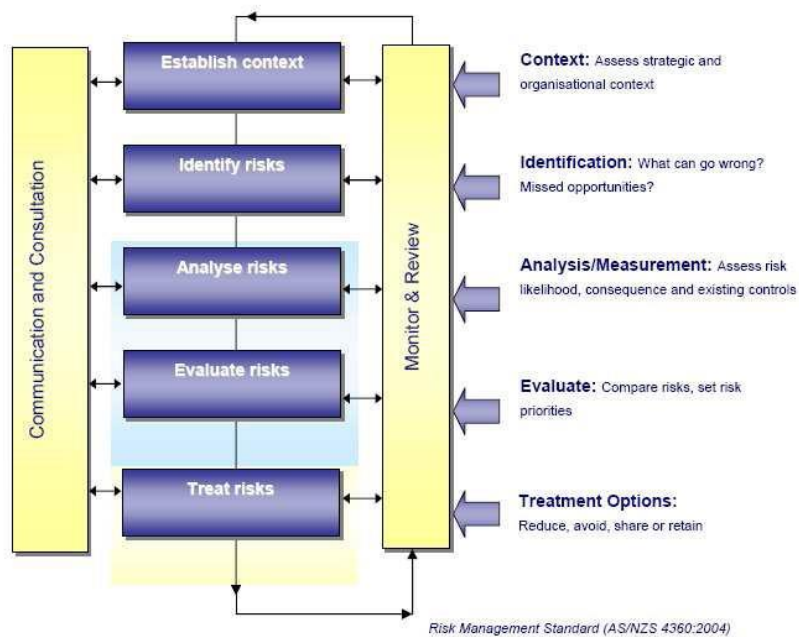 Communication and Consultation
Establish context
Identify risks
Analyse risks
Evaluate risks
Treat risks
Monitor & Review
Context: Assess strategic and
organisational context
Identification: What can go wrong?
Missed opportunities?
Analysis/Measurement: Assess risk
likelihood, consequence and existing controls
Evaluate: Compare risks, set risk
priorities
Treatment Options:
Reduce, avoid, share or retain
Risk Management Standard (AS/NZS 4360:2004)